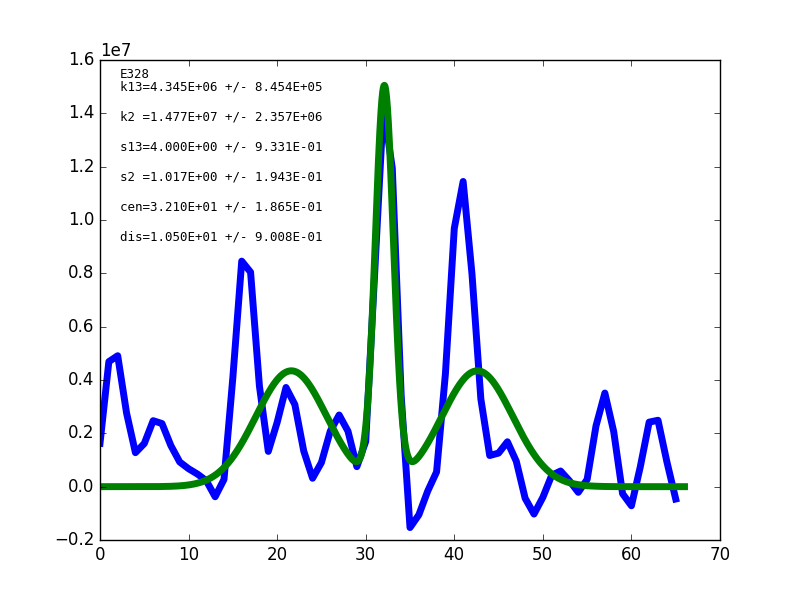 1e7
E328
k13=4.345E+06 +/- 8.454E+05
k2 =1.477E+07 +/- 2.357E+06
s13=4.000E+00 +/- 9.331E-01
s2 =1.017E+00 +/- 1.943E-01
cen=3.210E+01 +/- 1.865E-01
dis=1.050E+01 +/- 9.008E-01
1.6
1.4
1.2
1.0
0.8
0.6
0.4
0.2
0.0
−0.2
0 10 20 30 40 50 60 70